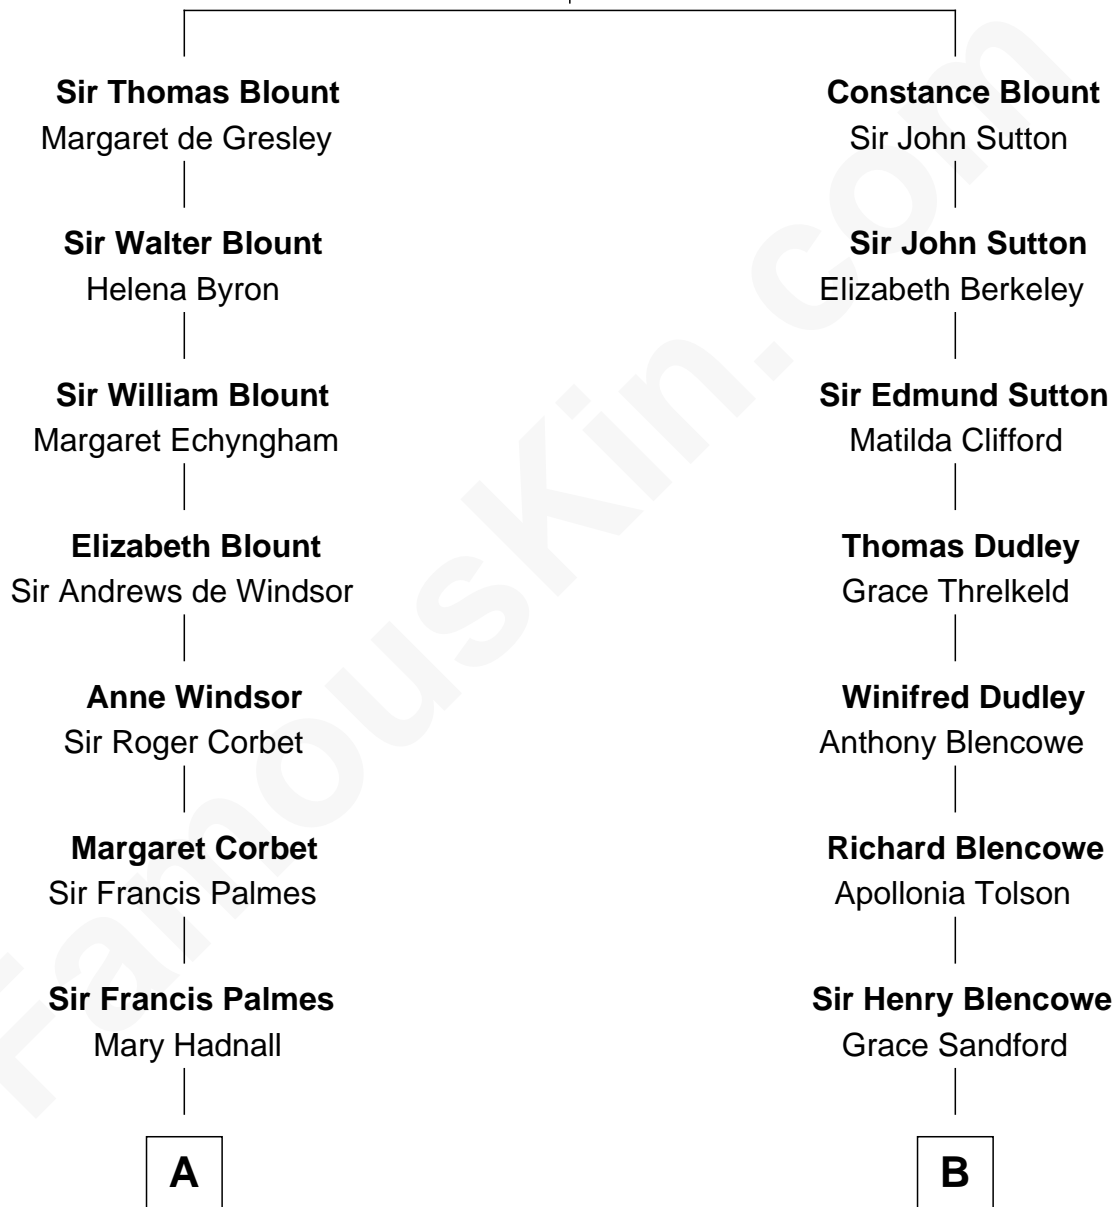 Sir Thomas Blount
Margaret de Gresley
Sir Walter Blount
Helena Byron
Sir William Blount
Margaret Echyngham
Elizabeth Blount
Sir Andrews de Windsor
Anne Windsor
Sir Roger Corbet
Margaret Corbet
Sir Francis Palmes
Sir Francis Palmes
Mary Hadnall
A
Constance Blount
Sir John Sutton
Sir John Sutton
Elizabeth Berkeley
Sir Edmund Sutton
Matilda Clifford
Thomas Dudley
Grace Threlkeld
Winifred Dudley
Anthony Blencowe
Richard Blencowe
Apollonia Tolson
Sir Henry Blencowe
Grace Sandford
B
FamousKin.com